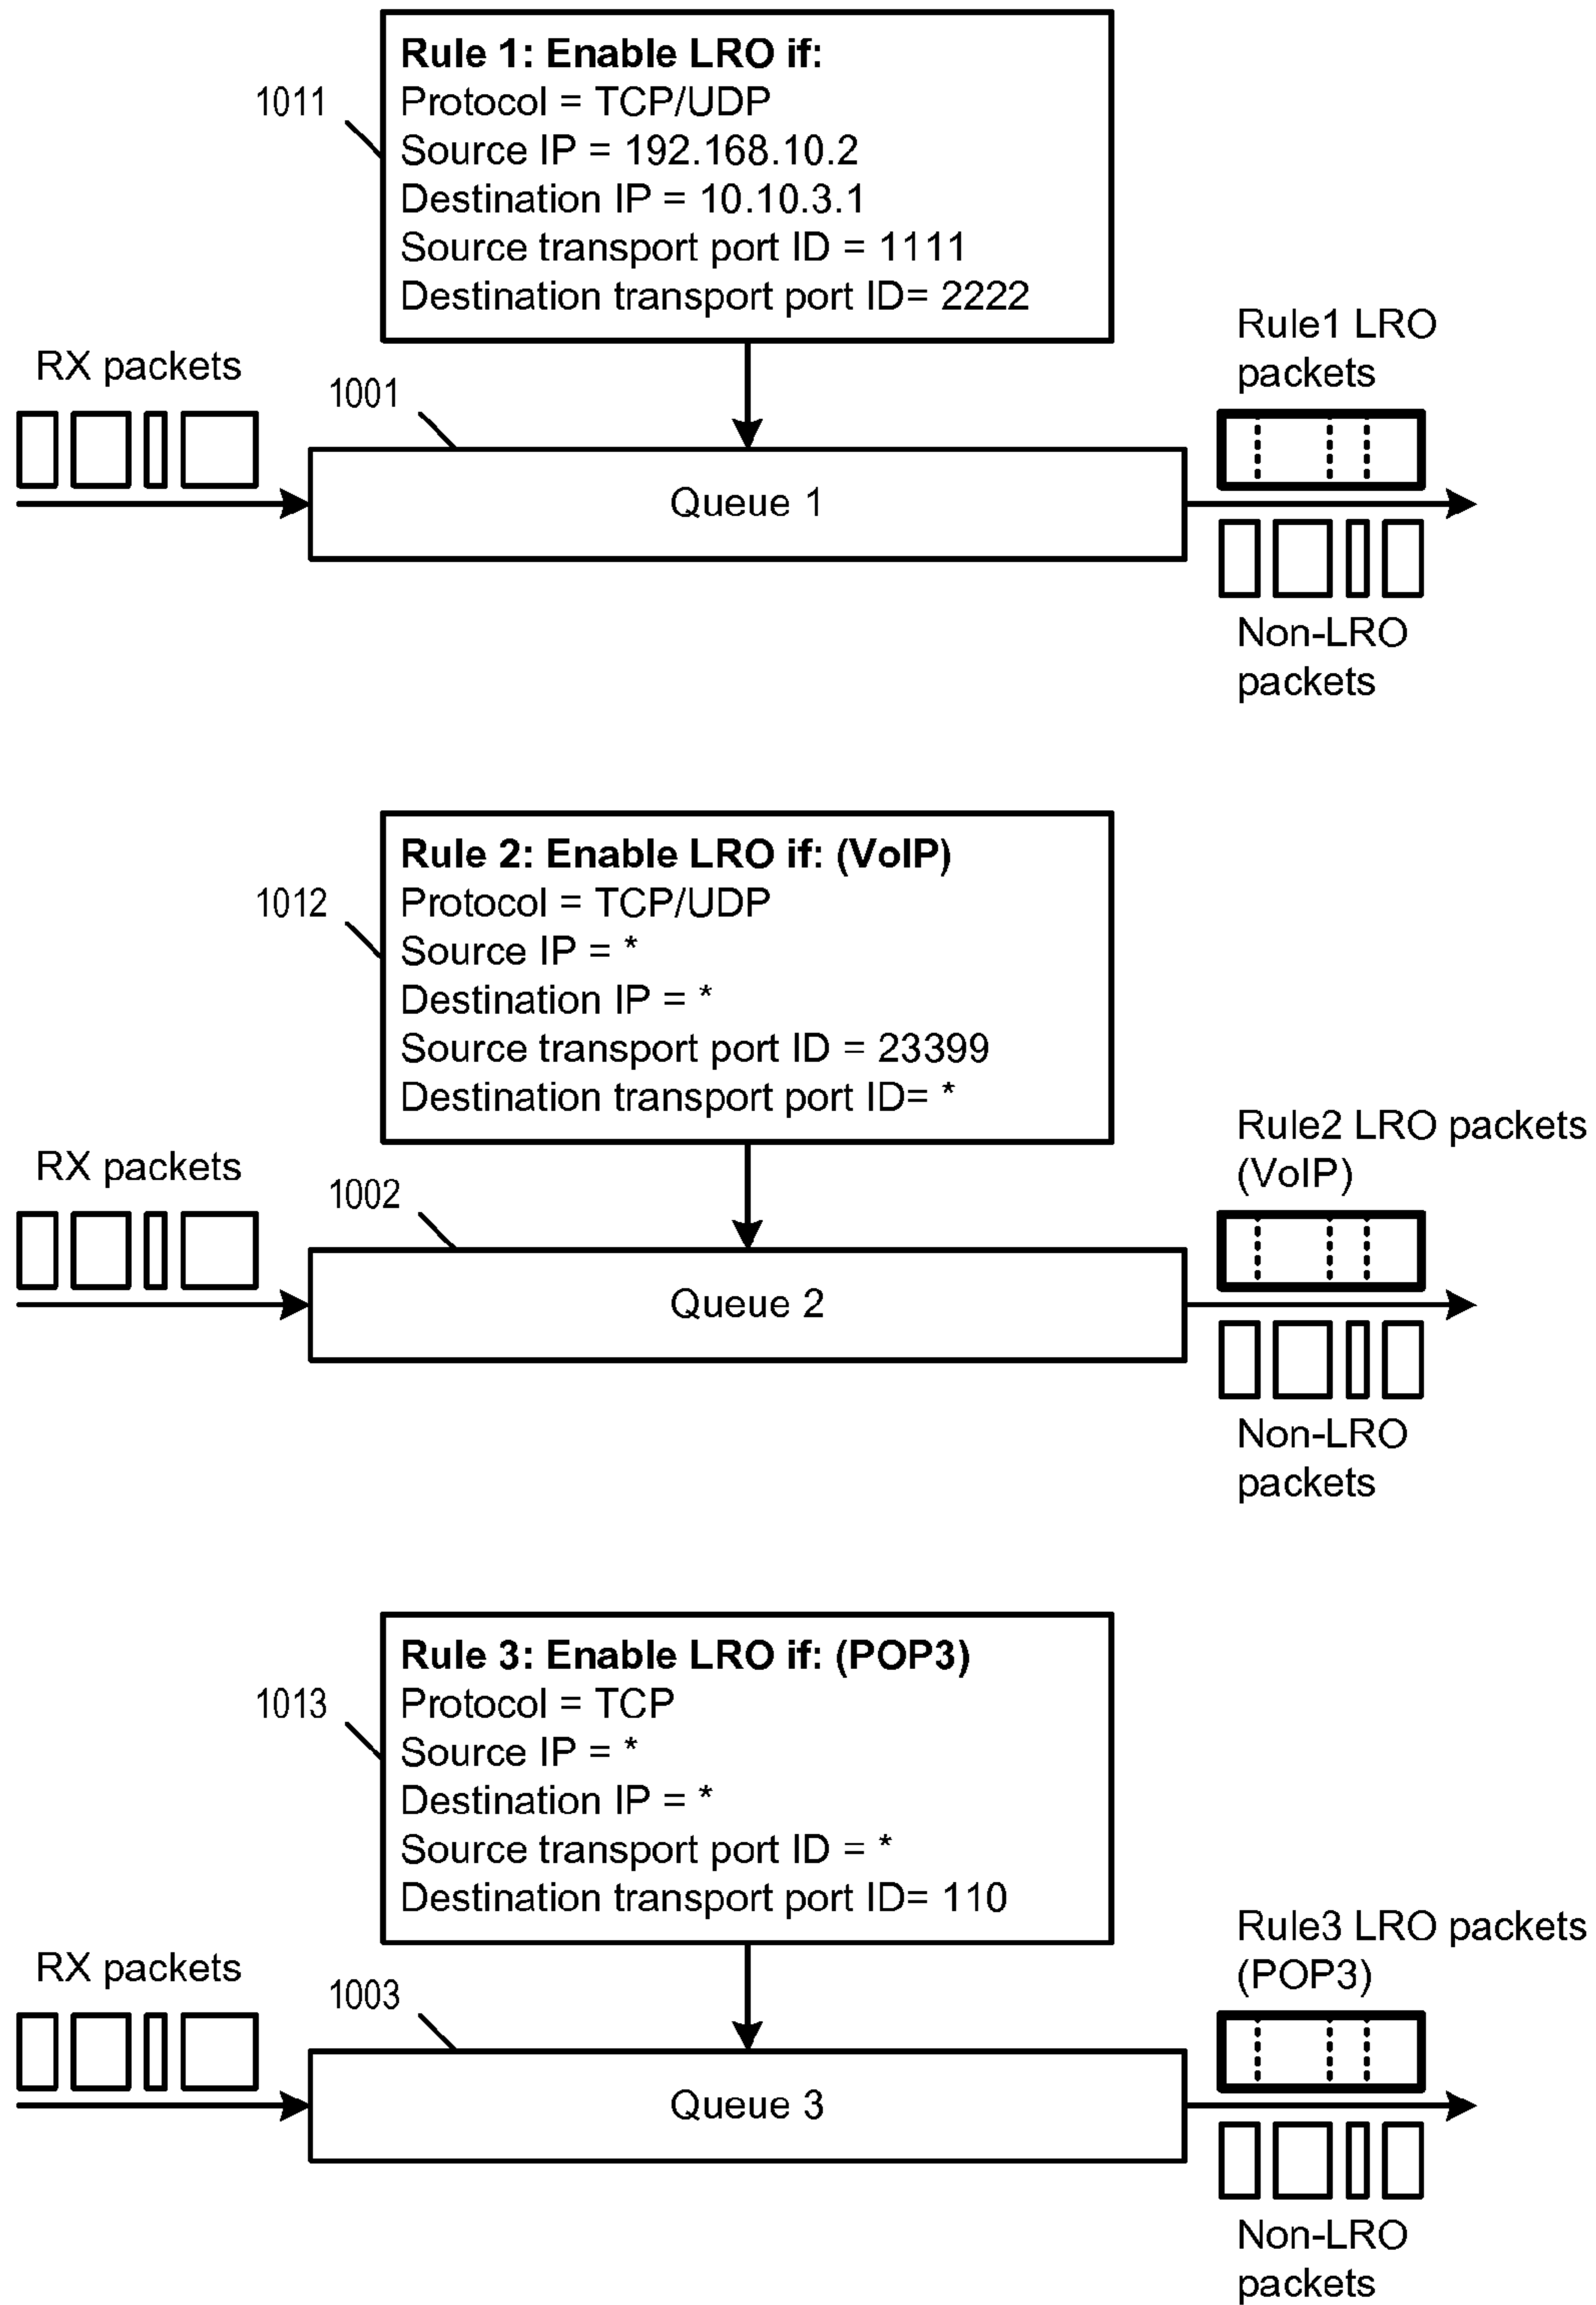 Rule 1: Enable LRO if:
Protocol = TCP/UDP
Source IP = 192.168.10.2
Destination IP = 10.10.3.1
Source transport port ID = 1111
Destination transport port ID= 2222
1011
RX packets
1001
Queue 1
Rule1 LRO
packets
Non-LRO
packets
Rule 2: Enable LRO if: (VoIP)
Protocol = TCP/UDP
Source IP = *
Destination IP = *
Source transport port ID = 23399
Destination transport port ID= *
1012
RX packets
1002
Queue 2
Rule2 LRO packets
(VoIP)
Non-LRO
packets
Rule 3: Enable LRO if: (POP3)
Protocol = TCP
Source IP = *
Destination IP = *
Source transport port ID = *
Destination transport port ID= 110
1013
RX packets
1003
Queue 3
Rule3 LRO packets
(POP3)
Non-LRO
packets